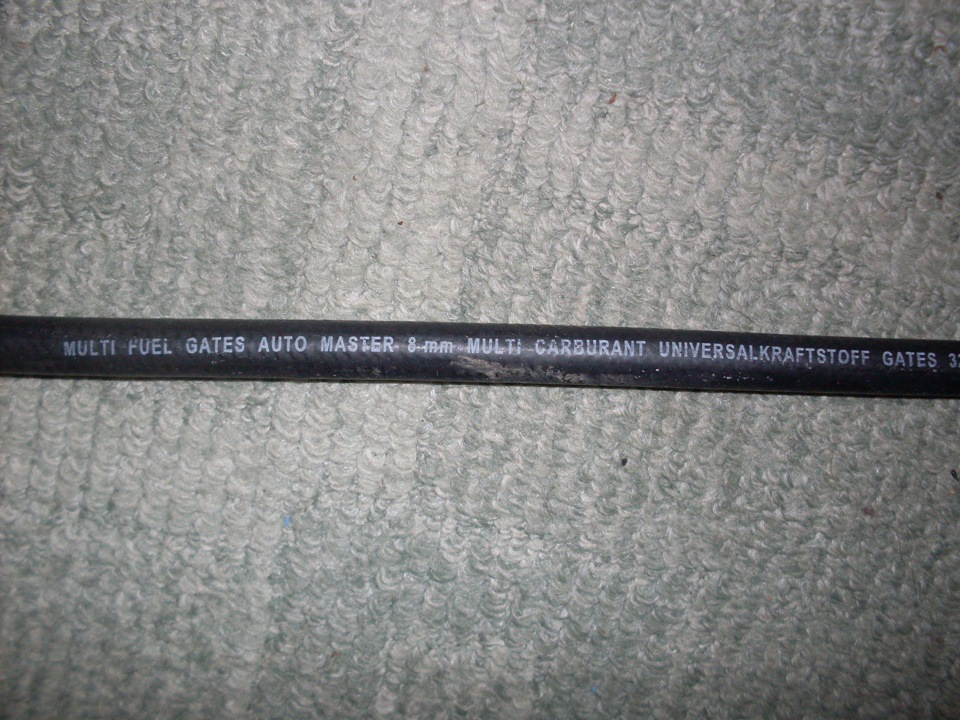 MULTI FUEL GATES AUTO MASTER 8-mm MULTI CARBURANT UNIVERSALKRAFTSTOFF GATES